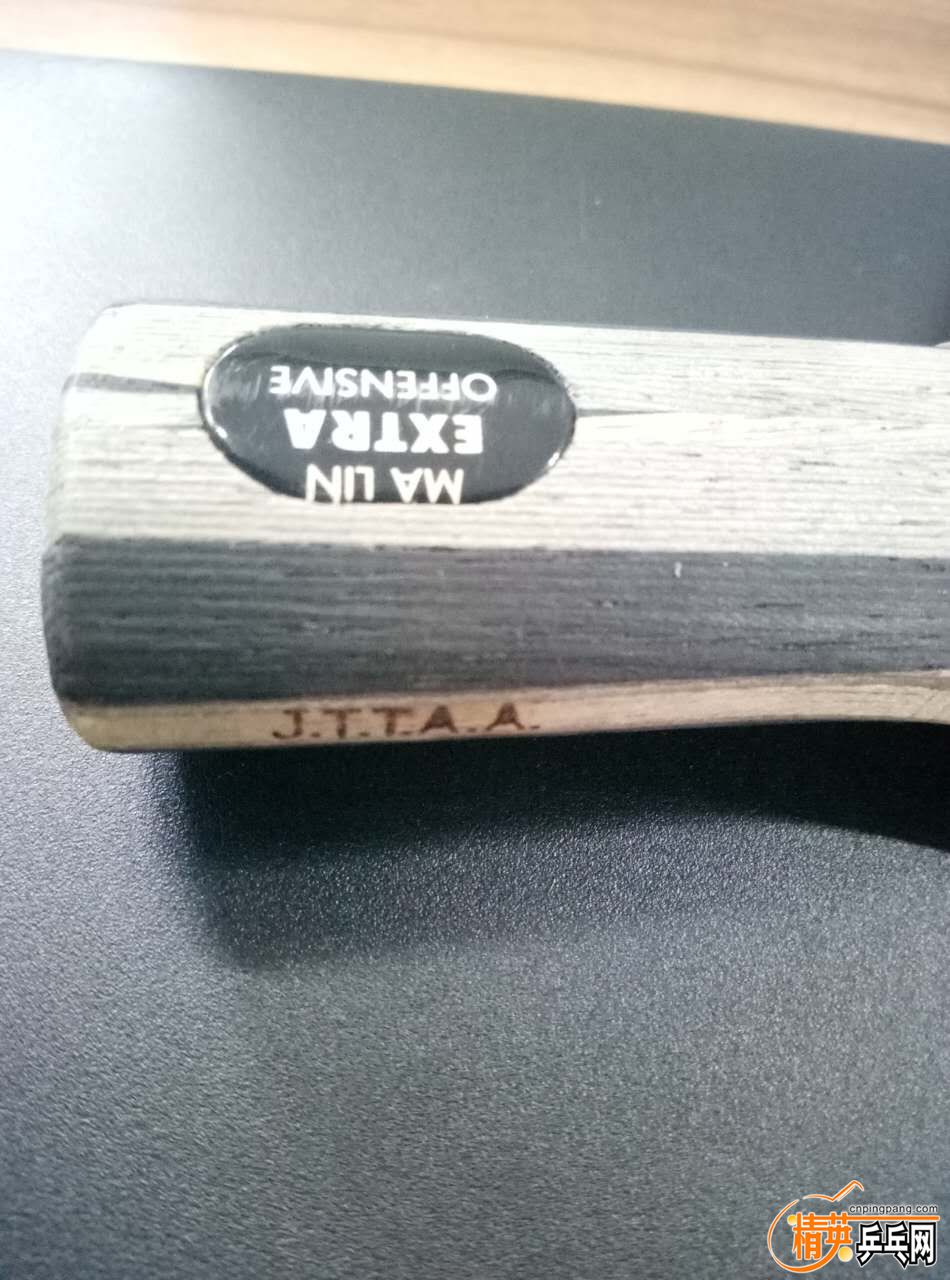 MA LIN
EXTRA
OFFENSIVE
J.T.T.A.A.
cnpingpang.com
精英乒乓网